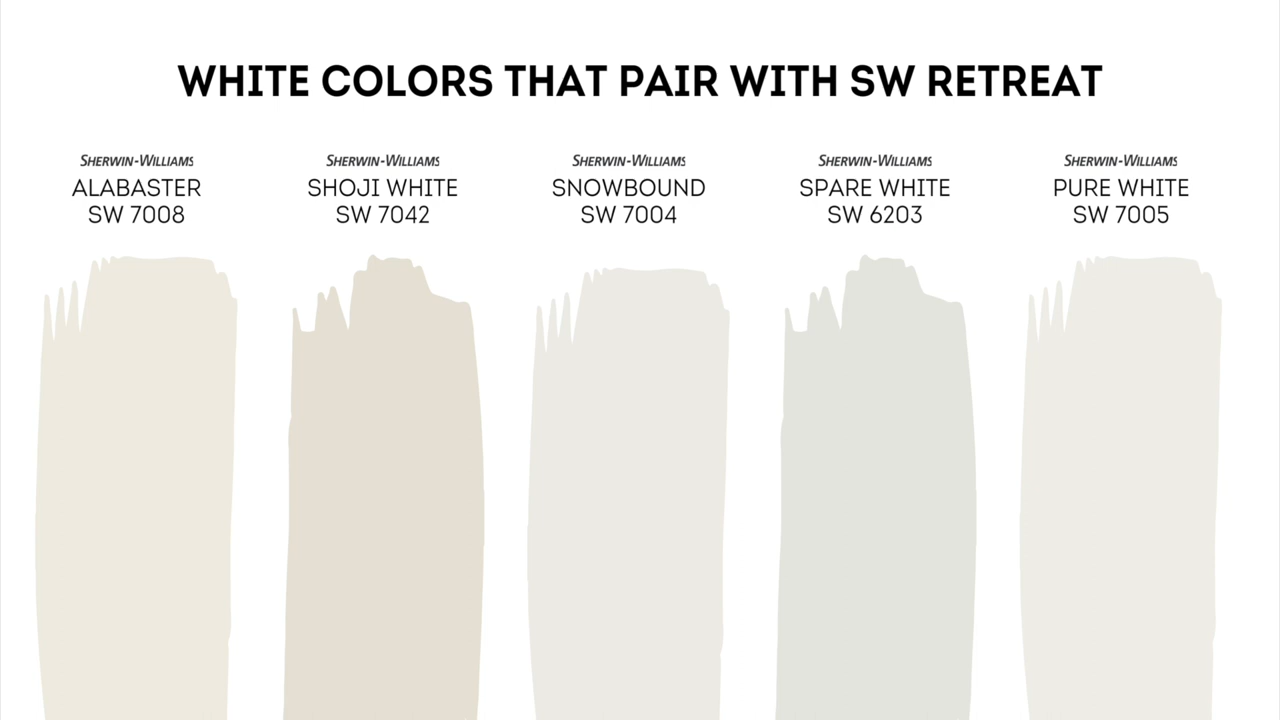 WHITE COLORS THAT PAIR WITH SW RETREAT
SHERWIN-WILLIAMS
ALABASTER
SW 7008
SHERWIN-WILLIAMS
SHOJI WHITE
SW 7042
SHERWIN-WILLIAMS
SNOWBOUND
SW 7004
SHERWIN-WILLIAMS
SPARE WHITE
SW 6203
SHERWIN-WILLIAMS
PURE WHITE
SW 7005